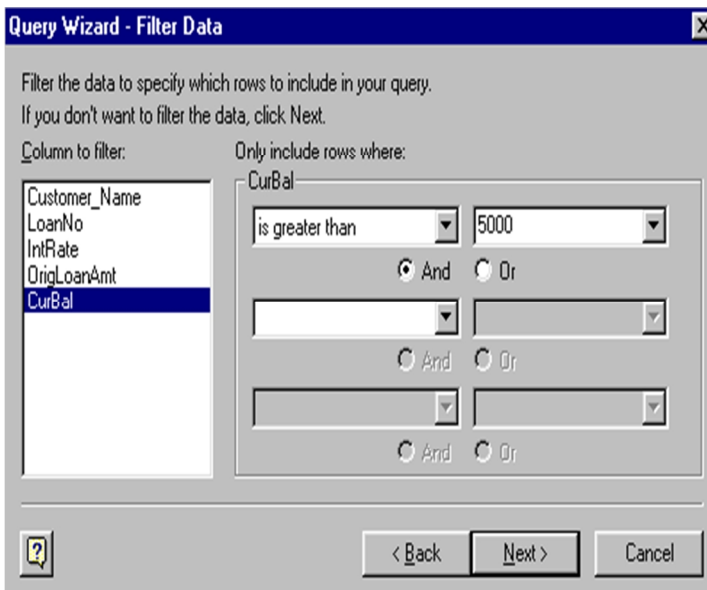 Query Wizard - Filter Data
Filter the data to specify which rows to include in your query.
If you don't want to filter the data, click Next.
Column to filter:
Only include rows where:
Customer_Name
LoanNo
IntRate
OrigLoanAmt
CurBal
CurBal
is greater than
5000
And
Or
And
Or
And
Or
?
< Back
Next >
Cancel